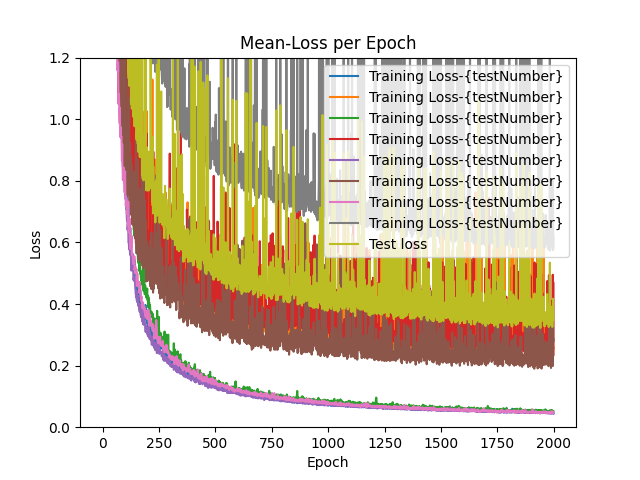 Mean-Loss per Epoch
Loss
1.2
1.0
0.8
0.6
0.4
0.2
0.0
Training Loss-{testNumber}
Training Loss-{testNumber}
Training Loss-{testNumber}
Training Loss-{testNumber}
Training Loss-{testNumber}
Training Loss-{testNumber}
Training Loss-{testNumber}
Training Loss-{testNumber}
Test loss
0 250 500 750 1000 1250 1500 1750 2000
Epoch